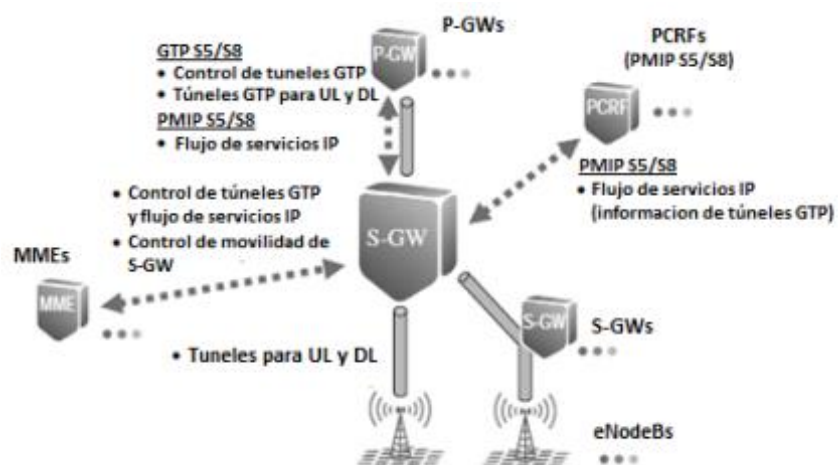 P-GWs
GTP S5/S8
• Control de tuneles GTP
• Túneles GTP para UL y DL
PMIP S5/S8
• Flujo de servicios IP
P-GW
PCRFs
(PMIP S5/S8)
PCRF
PMIP S5/S8
• Flujo de servicios IP
(informacion de túneles GTP)
• Control de túneles GTP
y flujo de servicios IP
• Control de movilidad de
S-GW
S-GW
MMEs
MME
S-GW
S-GWs
• Tuneles para UL y DL
eNodeBs